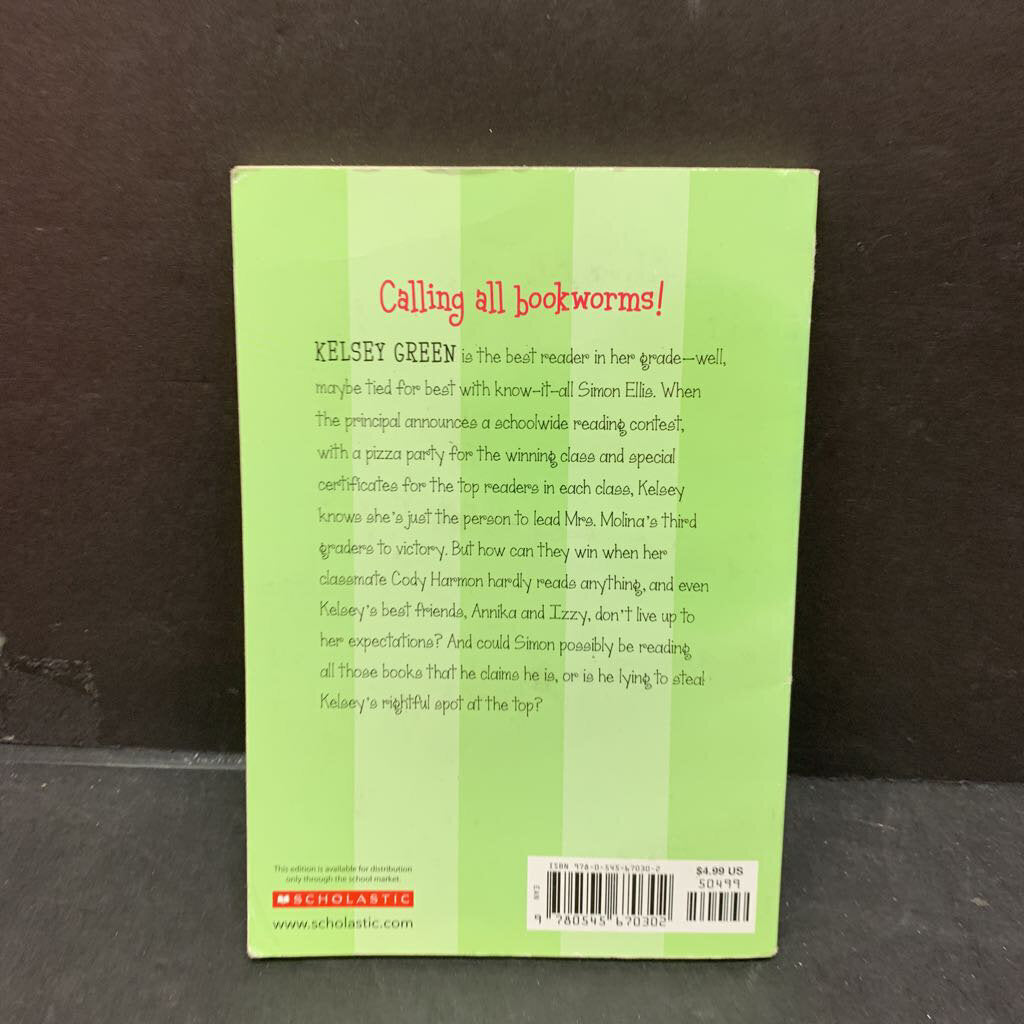 Calling all bookworms!
KELSEY GREEN is the best reader in her grade—well,
maybe tied for best with know-it-all Simon Ellis. When
the principal announces a schoolwide reading contest,
with a pizza party for the winning class and special
certificates for the top readers in each class, Kelsey
knows she's just the person to lead Mrs. Molina's third
graders to victory. But how can they win when her
classmate Cody Harmon hardly reads anything, and even
Kelsey's best friends, Annika and Izzy, don't live up to
her expectations? And could Simon possibly be reading
all those books that he claims he is, or is he lying to steal
Kelsey's rightful spot at the top?
This edition is available for distribution
only through the school market.
SCHOLASTIC
www.scholastic.com
ISBN 978-0-545-67030-2
$4.99 US
50499
EAN
9 780545 670302